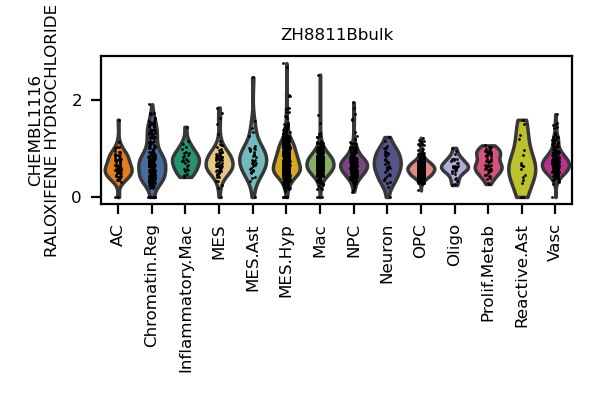 ZH8811Bbulk
CHEMBL1116
RALOXIFENE HYDROCHLORIDE
2
0
AC
Chromatin.Reg
Inflammatory.Mac
MES
MES.Ast
MES.Hyp
Mac
NPC
Neuron
OPC
Oligo
Prolif.Metab
Reactive.Ast
Vasc